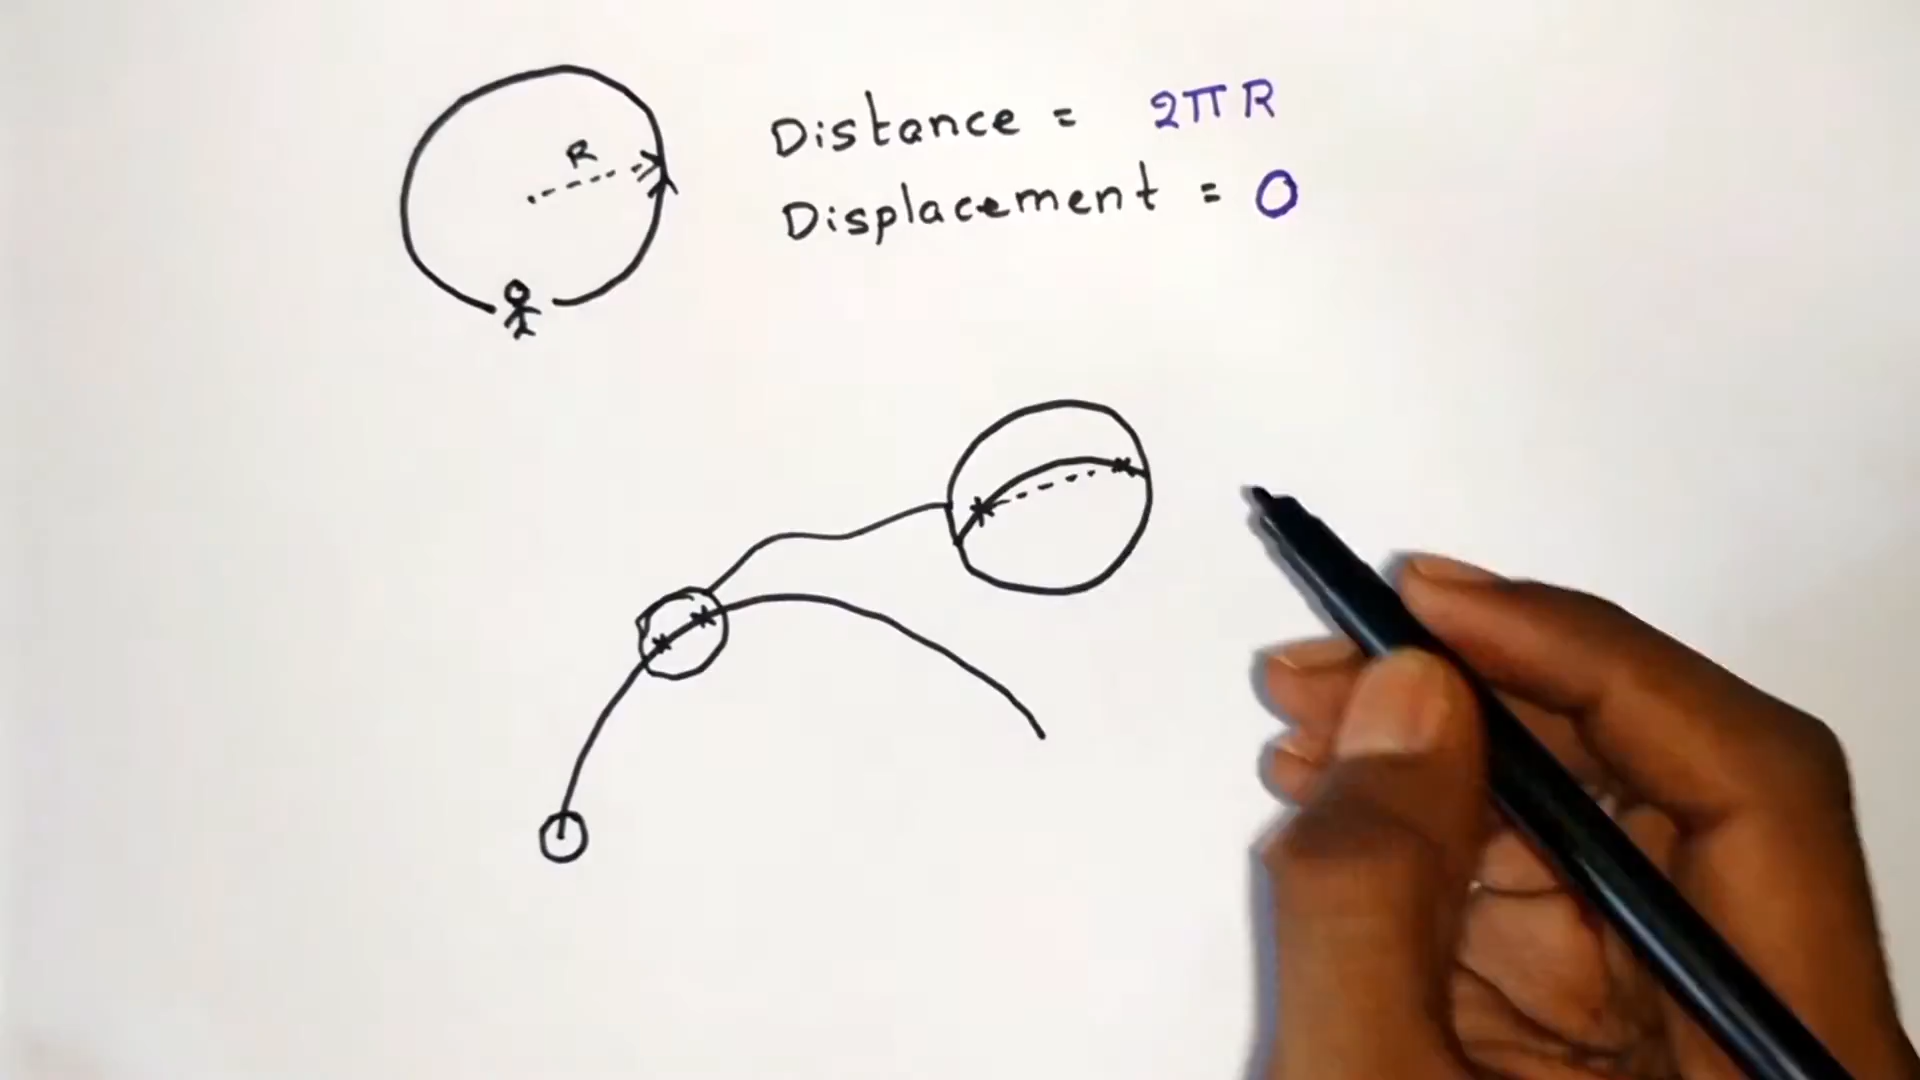 R
Distance = 2πR
Displacement = 0